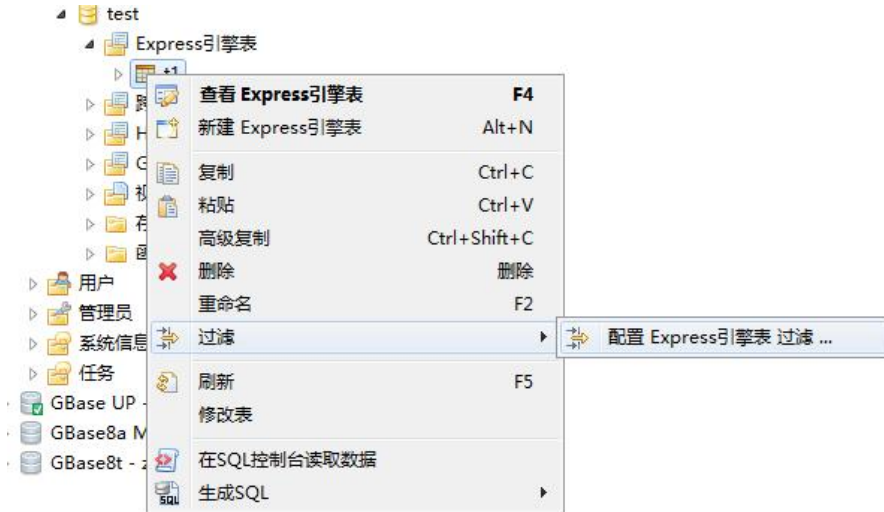 test
Express引擎表
t1
查看 Express引擎表 F4
新建 Express引擎表 Alt+N
H
复制 Ctrl+C
G
粘贴 Ctrl+V
高级复制 Ctrl+Shift+C
删除 删除
用户
重命名 F2
管理员
过滤
配置 Express引擎表 过滤 ...
系统信息
任务
刷新 F5
GBase UP -
修改表
GBase8a M
在SQL控制台读取数据
GBase8t -
生成SQL